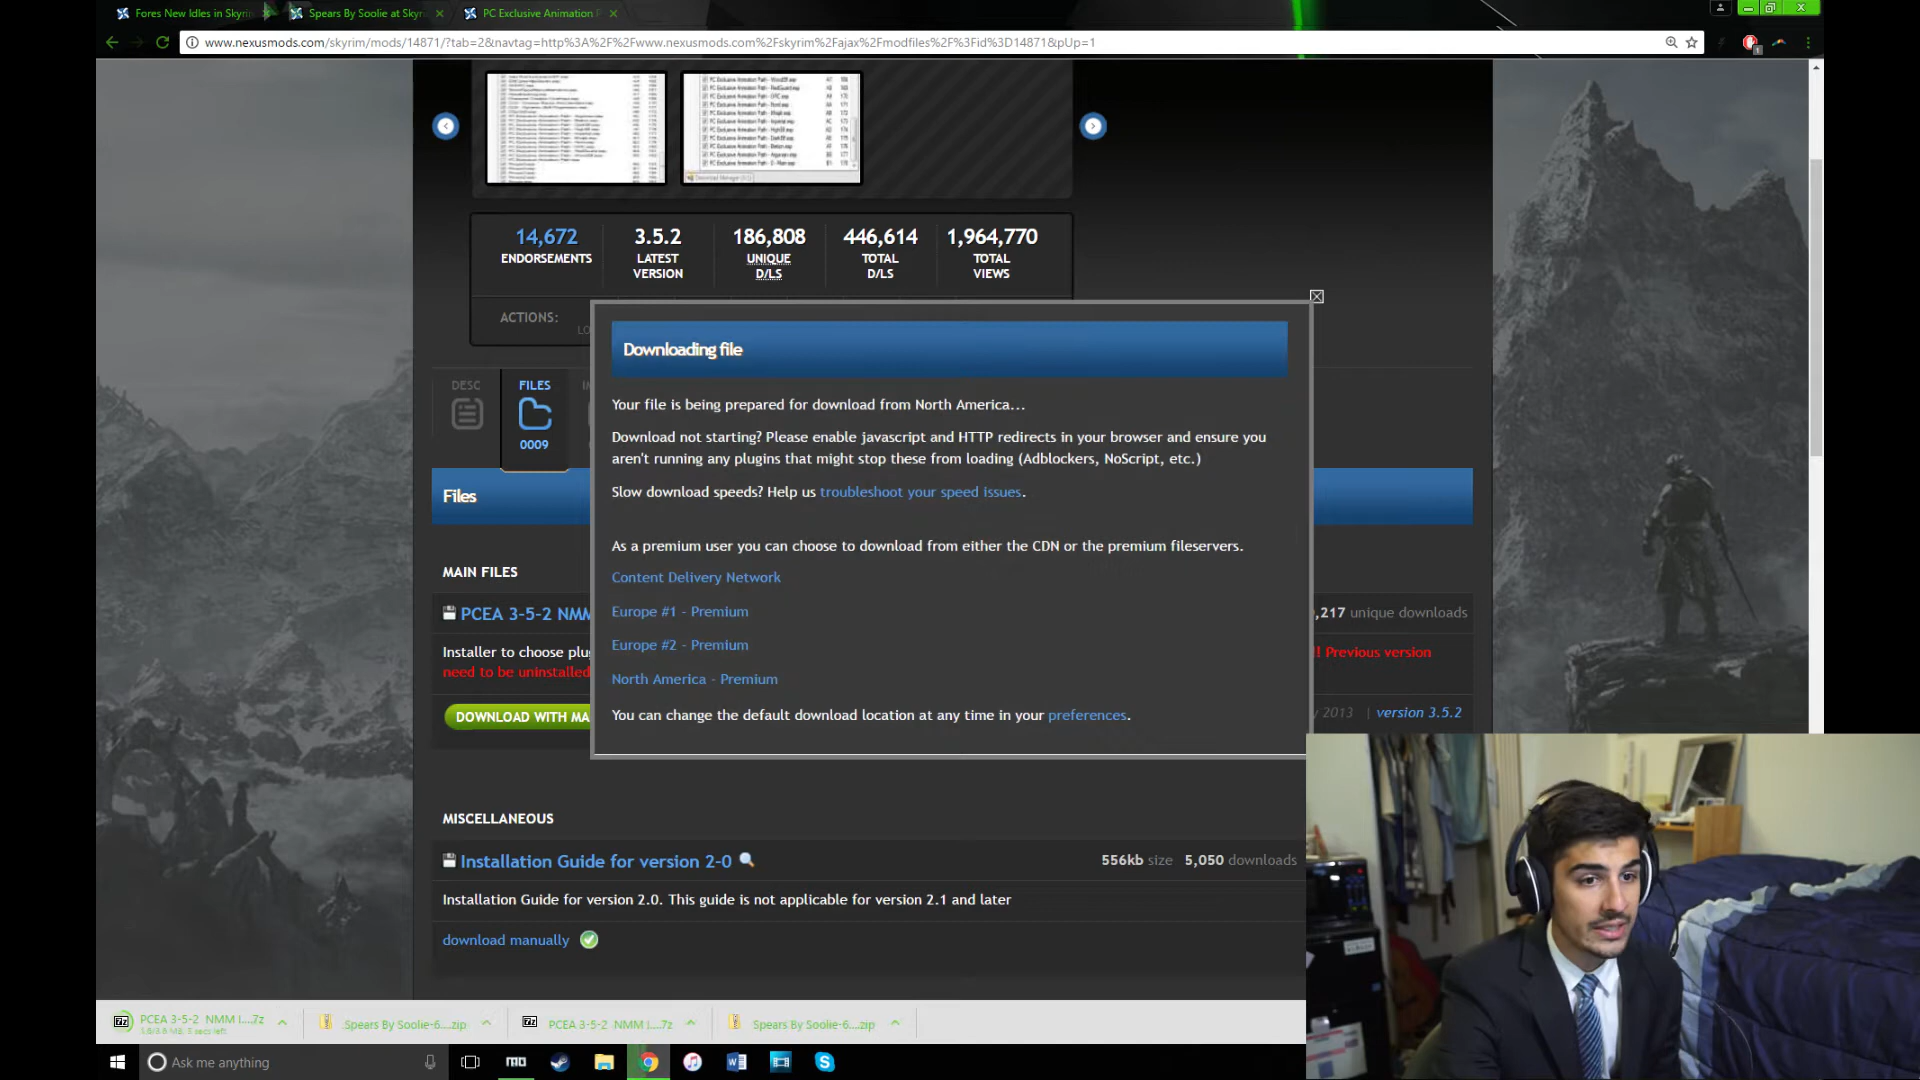 Fores New Idles in Skyri
Spears By Soolie at Sky
PC Exclusive Animation P
www.nexusmods.com/skyrim/mods/14871/?tab=2&navtag=http%3A%2F%2Fwww.nexusmods.com%2Fskyrim%2Fajax%2Fmodfiles%2F%3Fid%3D14871&pUp=1
14,672 3.5.2 186,808 446,614 1,964,770
ENDORSEMENTS LATEST VERSION UNIQUE D/LS TOTAL D/LS TOTAL VIEWS
ACTIONS:
LO
DESC
FILES
0009
Files
Downloading file
Your file is being prepared for download from North America...
Download not starting? Please enable javascript and HTTP redirects in your browser and ensure you
aren't running any plugins that might stop these from loading (Adblockers, NoScript, etc.)
Slow download speeds? Help us troubleshoot your speed issues.
As a premium user you can choose to download from either the CDN or the premium fileservers.
Content Delivery Network
Europe #1 - Premium
Europe #2 - Premium
North America - Premium
You can change the default download location at any time in your preferences.
MAIN FILES
PCEA 3-5-2 NMM
,217 unique downloads
Installer to choose plu
!! Previous version
need to be uninstalled
DOWNLOAD WITH MA
2013 | version 3.5.2
MISCELLANEOUS
Installation Guide for version 2-0
556kb size 5,050 downloads
Installation Guide for version 2.0. This guide is not applicable for version 2.1 and later
download manually
PCEA 3-5-2 NMM I....7z
Spears By Soolie-6....zip
PCEA 3-5-2 NMM I....7z
Spears By Soolie-6....zip
Ask me anything